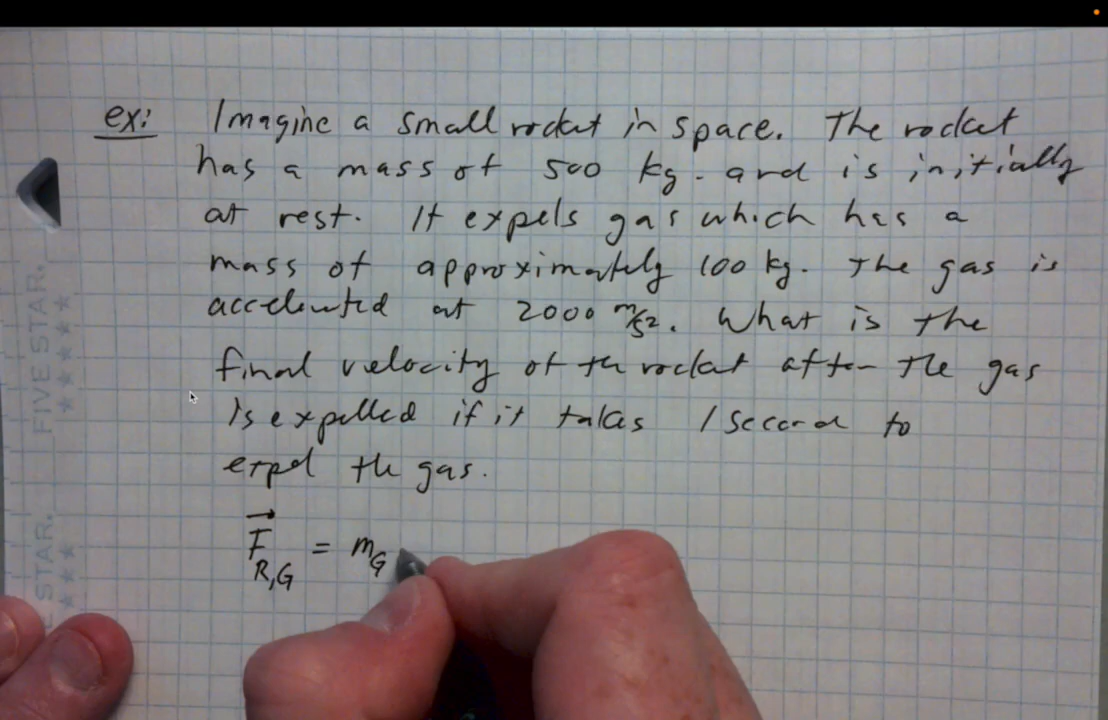 ex: Imagine a small rocket in space. The rocket
has a mass of 500 kg. and is initially
at rest. It expels gas which has a
mass of approximately 100 kg. The gas is
accelerated at 2000 m/s2. What is the
final velocity of the rocket after the gas
is expelled if it takes 1 second to
expel the gas.
F R,G = m G
FIVE STAR.
STAR.